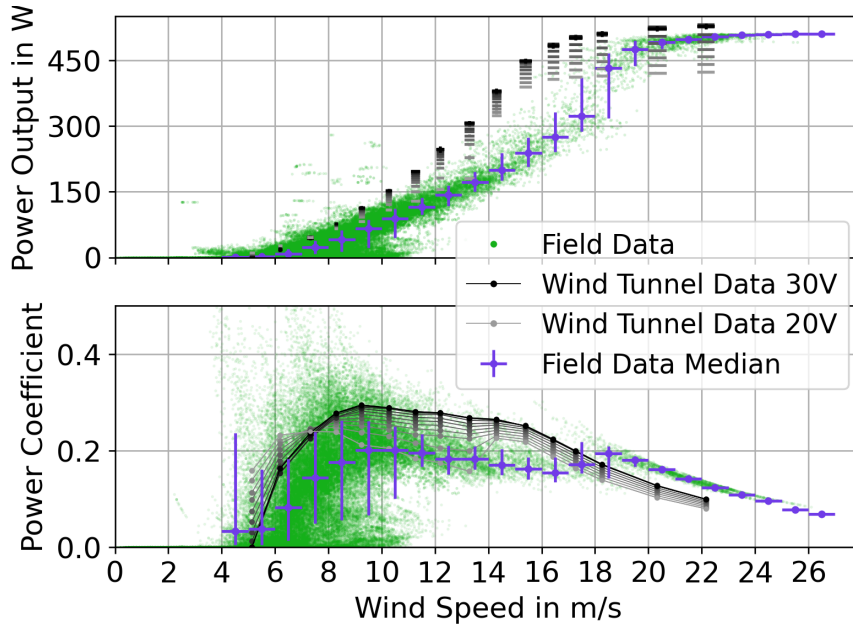 Power Output in W
450
300
150
0
Field Data
Wind Tunnel Data 30V
Wind Tunnel Data 20V
Field Data Median
Power Coefficient
0.4
0.2
0.0
0 2 4 6 8 10 12 14 16 18 20 22 24 26
Wind Speed in m/s